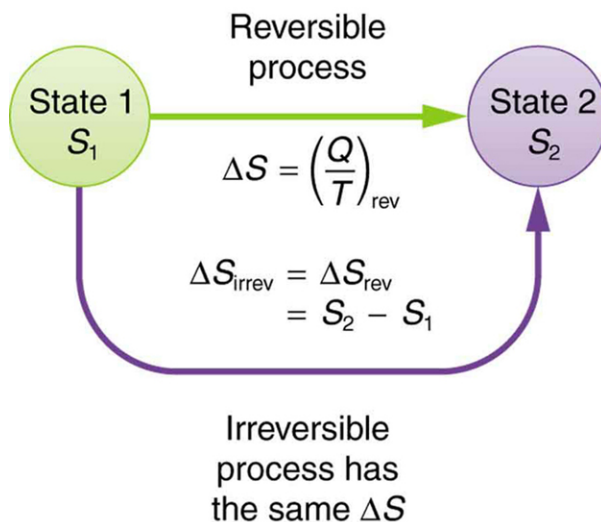 Reversible
process
State 1
S₁
State 2
S₂
ΔS = (Q/T)rev
ΔSirrev = ΔSrev
= S₂ − S₁
Irreversible
process has
the same ΔS